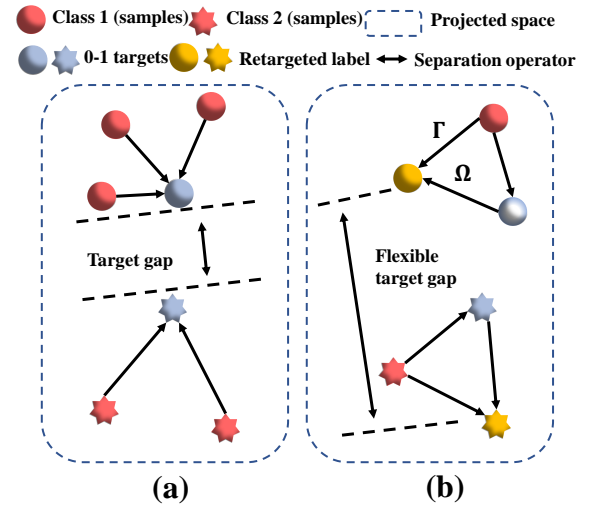 Class 1 (samples) Class 2 (samples) Projected space
0-1 targets Retargeted label Separation operator
Γ
Ω
Target gap
Flexible
target gap
(a) (b)